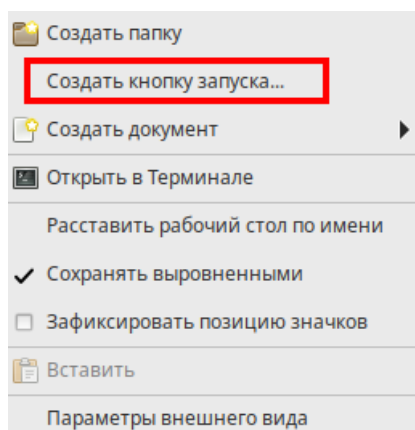 Создать папку
Создать кнопку запуска...
Создать документ
Открыть в Терминале
Расставить рабочий стол по имени
Сохранять выровненными
Зафиксировать позицию значков
Вставить
Параметры внешнего вида